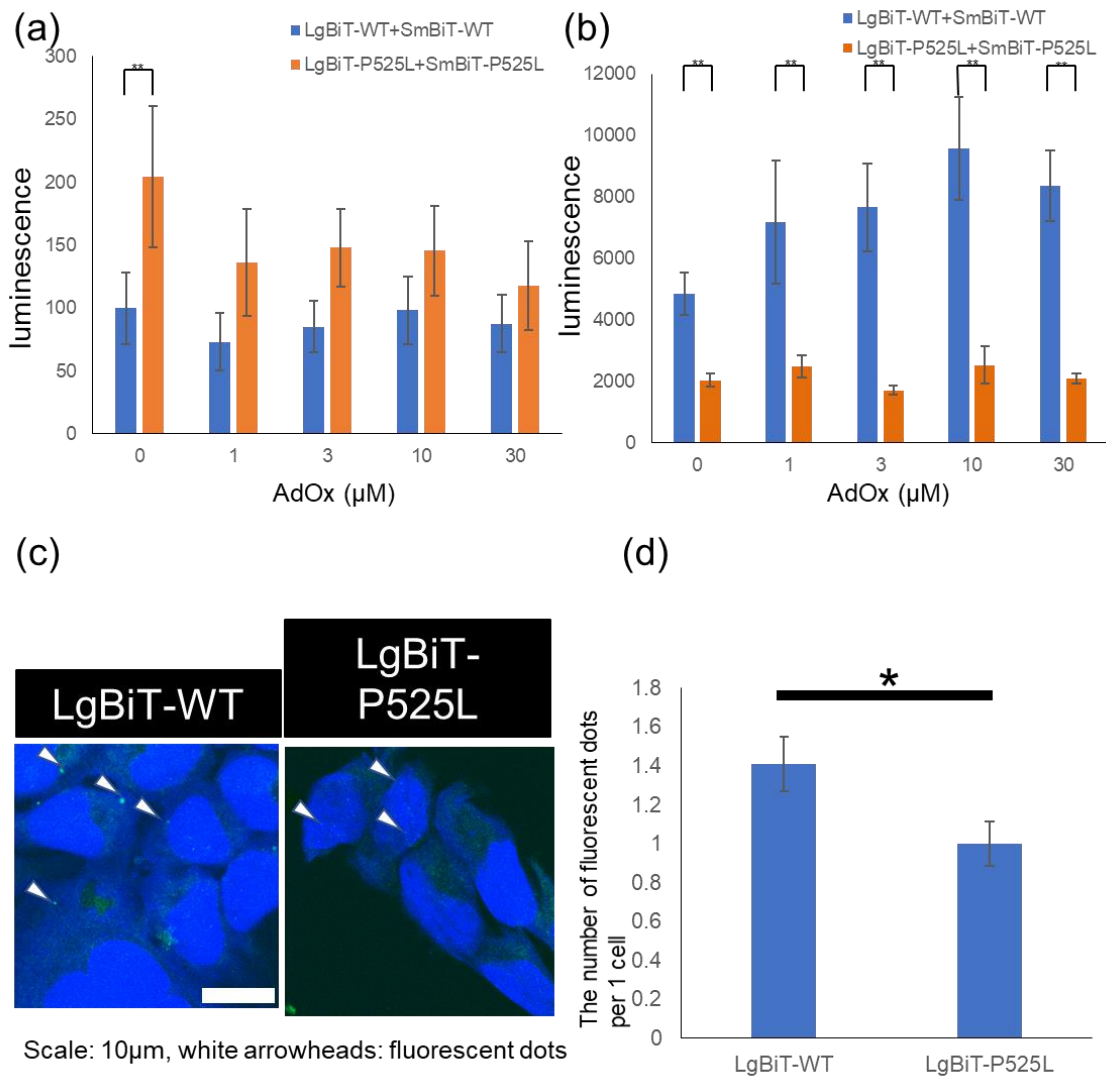 (a)
LgBiT-WT+SmBiT-WT
LgBiT-P525L+SmBiT-P525L
300
250
200
150
100
50
0
luminescence
**
0 1 3 10 30
AdOx (µM)
(b)
LgBiT-WT+SmBiT-WT
LgBiT-P525L+SmBiT-P525L
12000
10000
8000
6000
4000
2000
0
luminescence
** ** ** ** **
0 1 3 10 30
AdOx (µM)
(c)
LgBiT-WT
LgBiT-
P525L
Scale: 10µm, white arrowheads: fluorescent dots
(d)
The number of fluorescent dots
per 1 cell
1.8
1.6
1.4
1.2
1
0.8
0.6
0.4
0.2
0
*
LgBiT-WT LgBiT-P525L